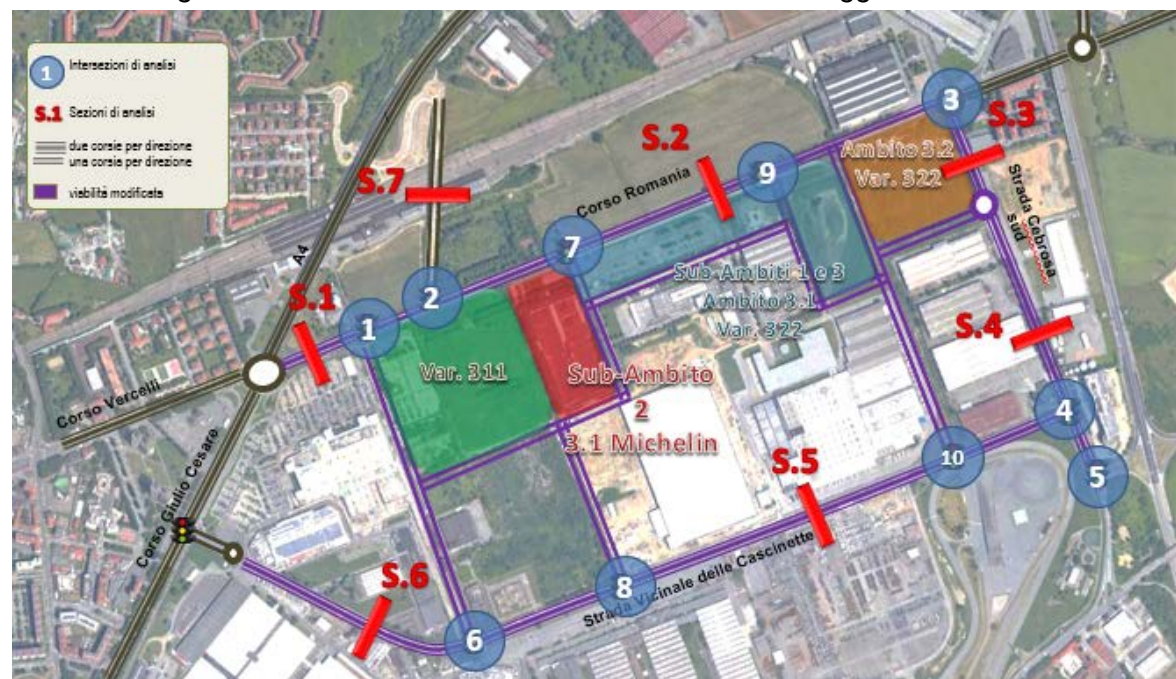 1 Intersezioni di analisi
S.1 Sezioni di analisi
due corsie per direzione
una corsia per direzione
viabilità modificata
A4
S.7
S.2
Corso Romania
9
3
S.3
Ambito 3.2
Var. 322
Strada Cebrosa
sud
7
S.1
1
2
Sub-Ambiti 1 e 3
Ambito 3.1
Var. 322
S.4
Corso Vercelli
Var. 311
Sub-Ambito
2
3.1 Michelin
4
Corso Giulio Cesare
S.5
10
5
S.6
8
Strada Vicinale delle Cascinette
6